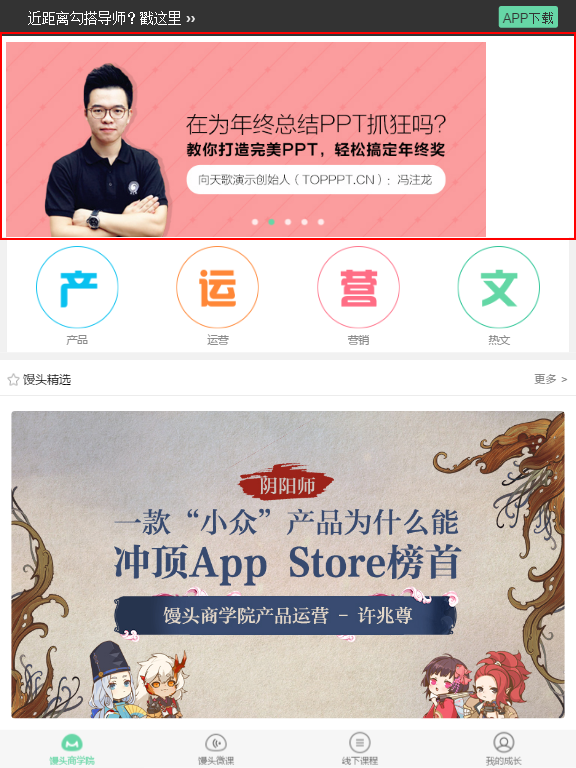 近距离勾搭导师？戳这里 ››
APP下载
在为年终总结PPT抓狂吗？
教你打造完美PPT，轻松搞定年终奖
向天歌演示创始人（TOPPPT.CN）：冯注龙
产 运 营 文
产品 运营 营销 热文
馒头精选
更多 >
阴阳师
一款“小众”产品为什么能
冲顶App Store榜首
馒头商学院产品运营 - 许兆尊
馒头商学院 馒头微课 线下课程 我的成长